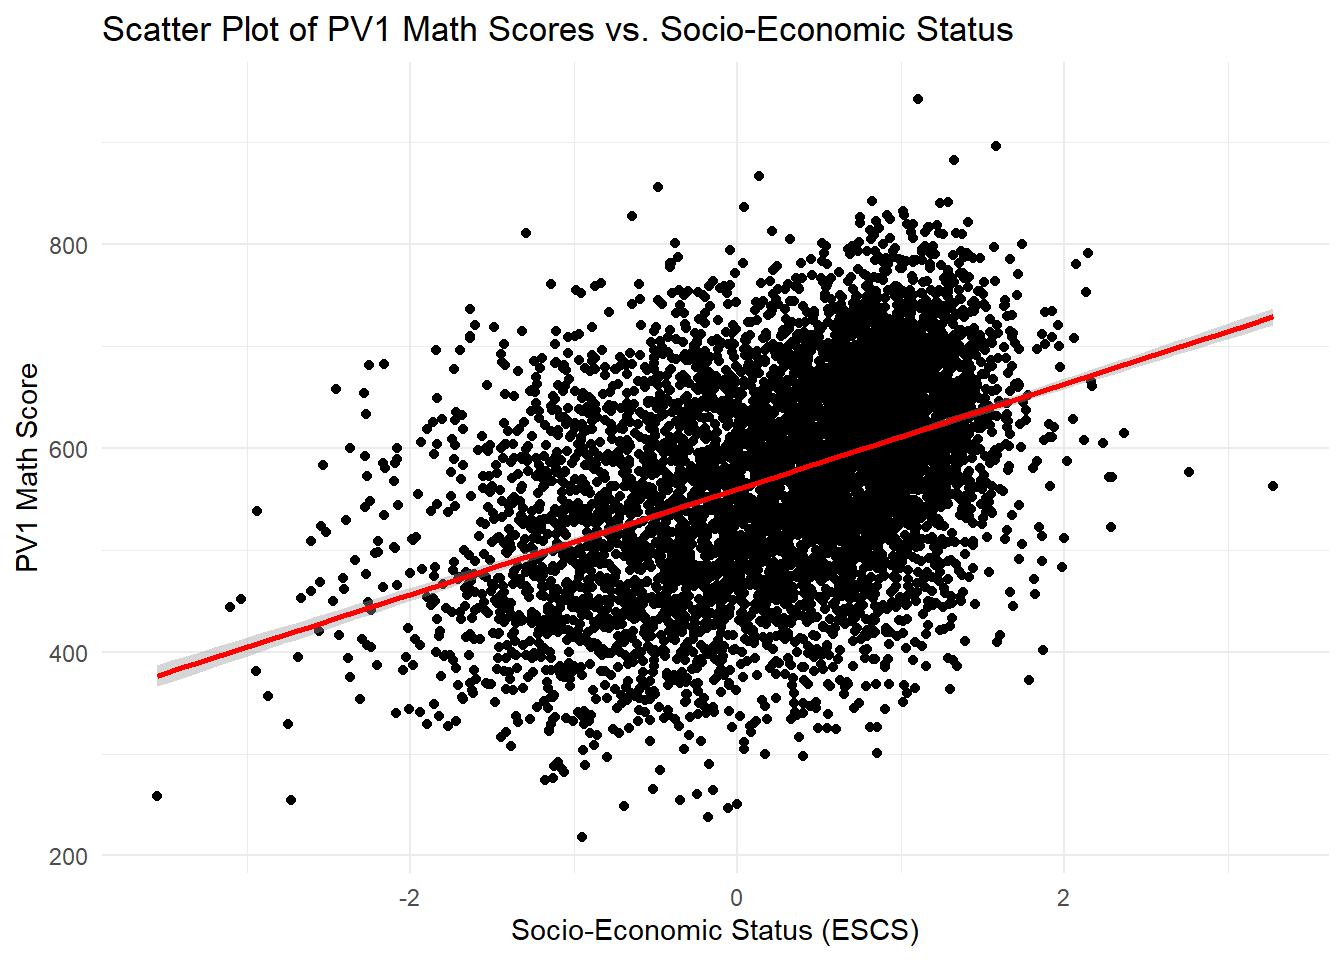 Scatter Plot of PV1 Math Scores vs. Socio-Economic Status
PV1 Math Score
800
600
400
200
-2
0
2
Socio-Economic Status (ESCS)